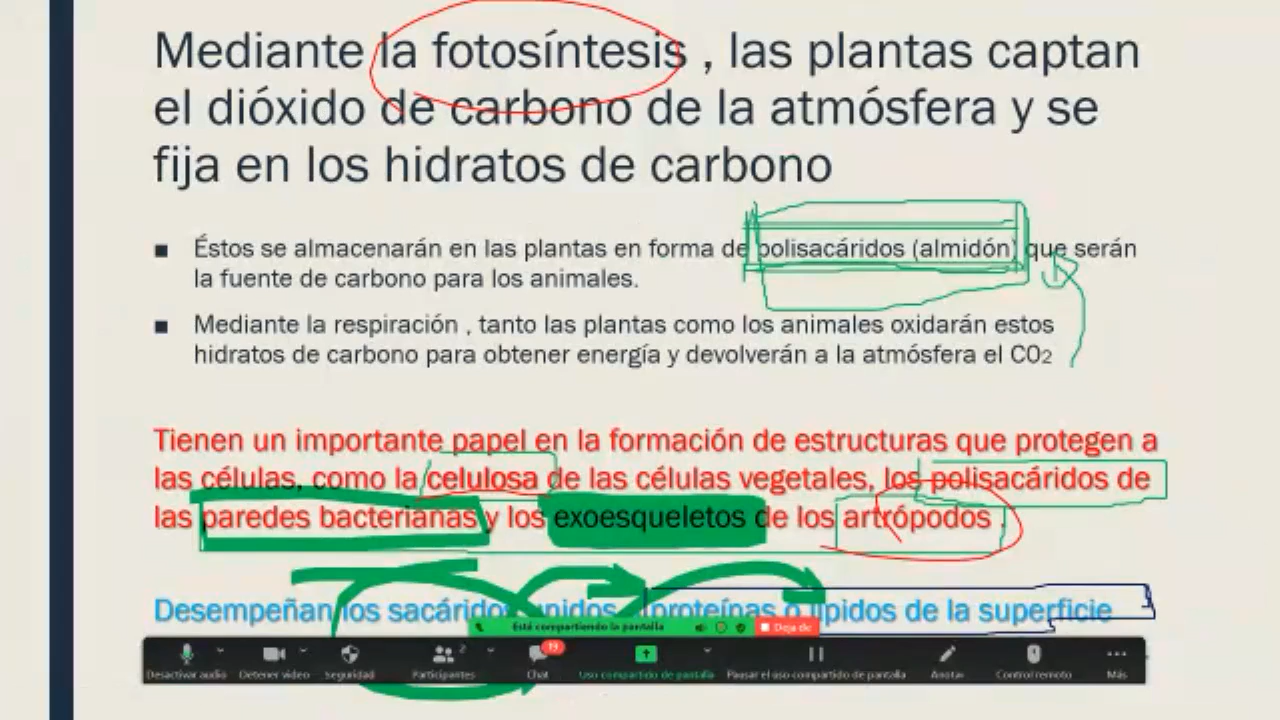 Mediante la fotosíntesis , las plantas captan
el dióxido de carbono de la atmósfera y se
fija en los hidratos de carbono
Éstos se almacenarán en las plantas en forma de polisacáridos (almidón) que serán
la fuente de carbono para los animales.
Mediante la respiración , tanto las plantas como los animales oxidarán estos
hidratos de carbono para obtener energía y devolverán a la atmósfera el CO2
Tienen un importante papel en la formación de estructuras que protegen a
las células, como la celulosa de las células vegetales, los polisacáridos de
las paredes bacterianas y los exoesqueletos de los artrópodos .
Desempeñan los sacáridos unidos a proteínas o lípidos de la superficie
Está compartiendo la pantalla Deja de
19 2
Desactivar audio Detener video Seguridad Participantes Chat Uso compartido de pantalla Pausar el uso compartido de pantalla Anotar Control remoto Más